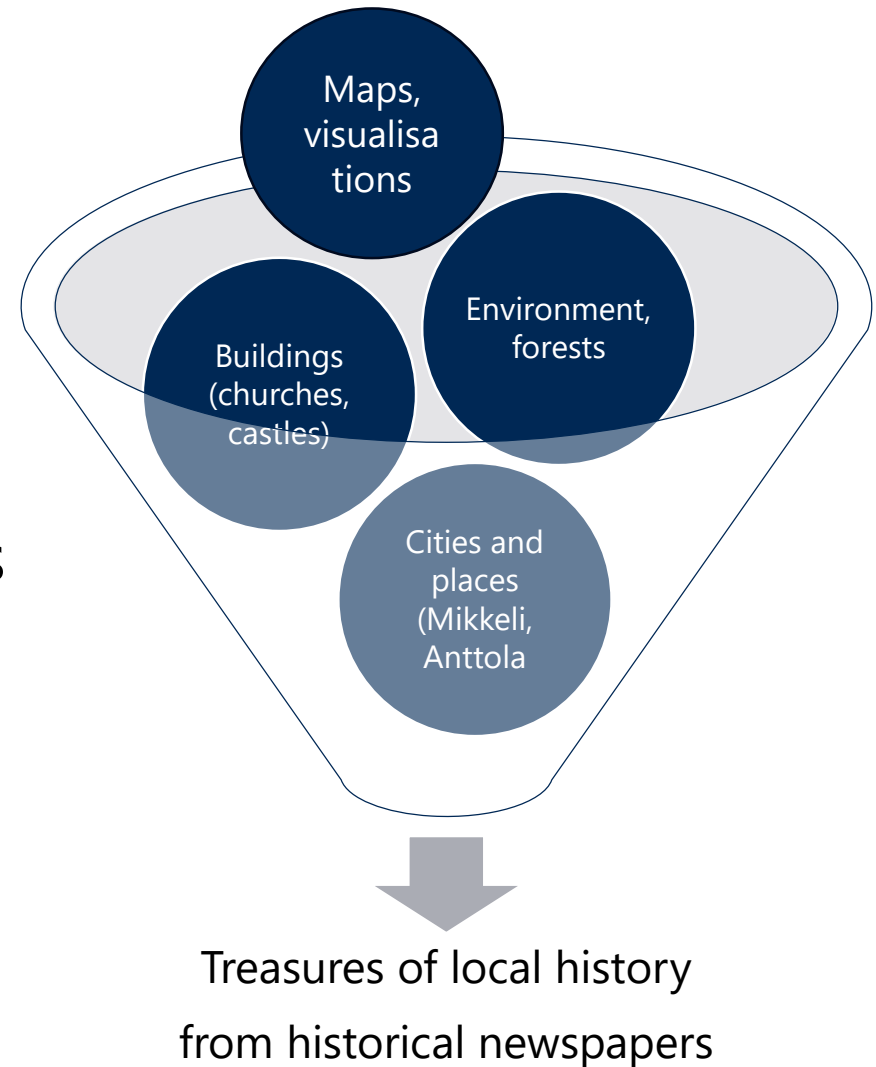 Maps,
visualisa
tions
Environment,
forests
Buildings
(churches,
castles)
s
Cities and
places
(Mikkeli,
Anttola
Treasures of local history
from historical newspapers